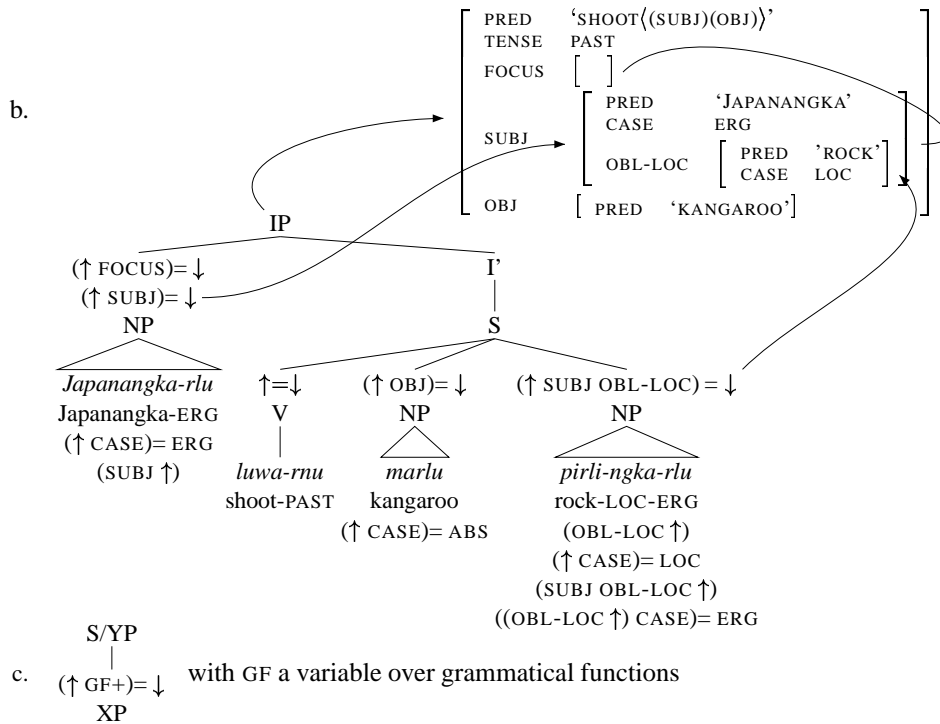 PRED ‘SHOOT⟨(SUBJ)(OBJ)⟩’
TENSE PAST
FOCUS [ ]
b.
PRED ‘JAPANANGKA’
CASE ERG
SUBJ
OBL-LOC
PRED ’ROCK’
CASE LOC
OBJ [ PRED ‘KANGAROO’]
IP
(↑ FOCUS)= ↓ I’
(↑ SUBJ)= ↓
NP S
Japanangka-rlu ↑=↓ (↑ OBJ)= ↓ (↑ SUBJ OBL-LOC) = ↓
Japanangka-ERG V NP NP
(↑ CASE)= ERG
(SUBJ ↑) luwa-rnu marlu pirli-ngka-rlu
shoot-PAST kangaroo rock-LOC-ERG
(↑ CASE)= ABS (OBL-LOC ↑)
(↑ CASE)= LOC
(SUBJ OBL-LOC ↑)
((OBL-LOC ↑) CASE)= ERG
S/YP
c. (↑ GF+)= ↓ with GF a variable over grammatical functions
XP